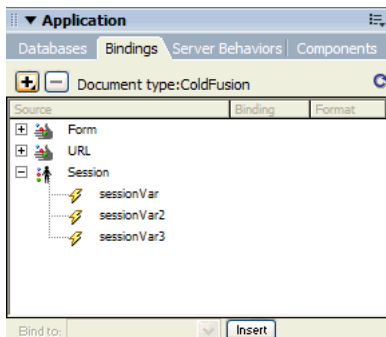 Application
Databases Bindings Server Behaviors Components
Document type:ColdFusion
Source Binding Format
Form
URL
Session
sessionVar
sessionVar2
sessionVar3
Bind to: Insert